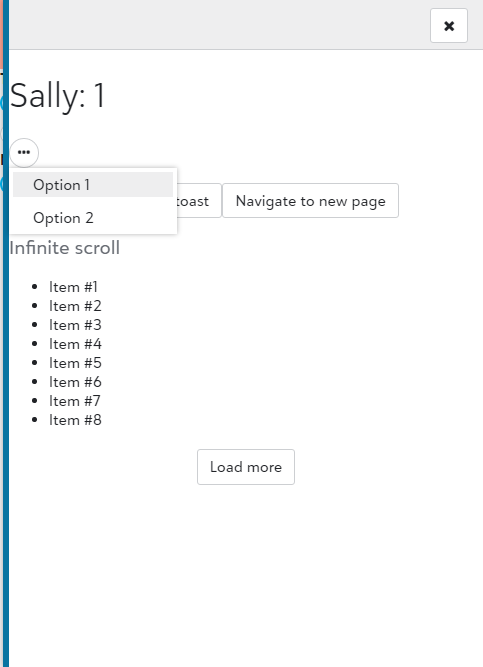 ✖
Sally: 1
•••
Option 1
toast Navigate to new page
Option 2
Infinite scroll
• Item #1
• Item #2
• Item #3
• Item #4
• Item #5
• Item #6
• Item #7
• Item #8
Load more